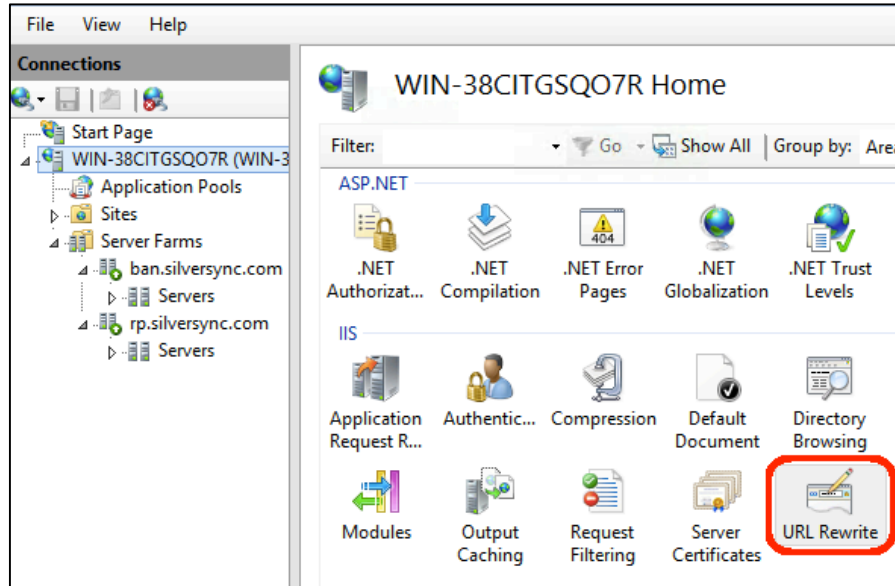 File View Help
Connections
WIN-38CITGSQO7R Home
Start Page
WIN-38CITGSQO7R (WIN-3
Application Pools
Sites
Server Farms
ban.silversync.com
Servers
rp.silversync.com
Servers
Filter: Go Show All Group by: Are
ASP.NET
.NET Authorizat...
.NET Compilation
404
.NET Error Pages
.NET Globalization
.NET Trust Levels
IIS
Application Request R...
Authentic...
Compression
Default Document
Directory Browsing
Modules
Output Caching
Request Filtering
Server Certificates
URL Rewrite